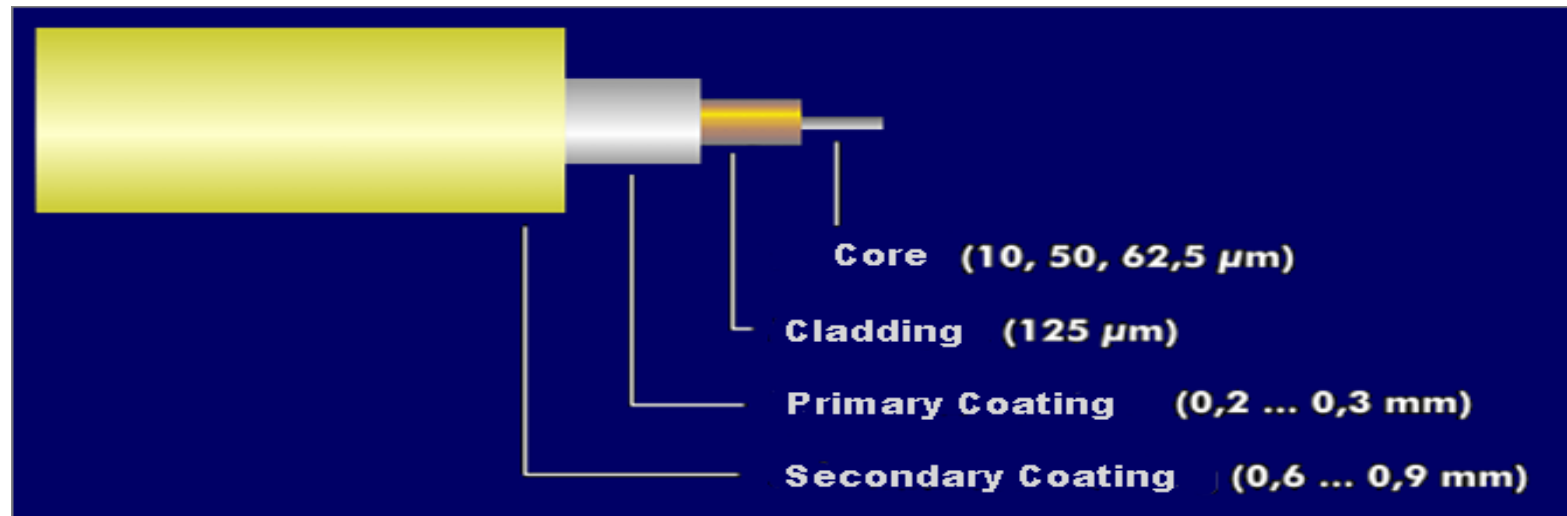 Core (10, 50, 62,5 µm)
Cladding (125 µm)
Primary Coating (0,2 ... 0,3 mm)
Secondary Coating (0,6 ... 0,9 mm)